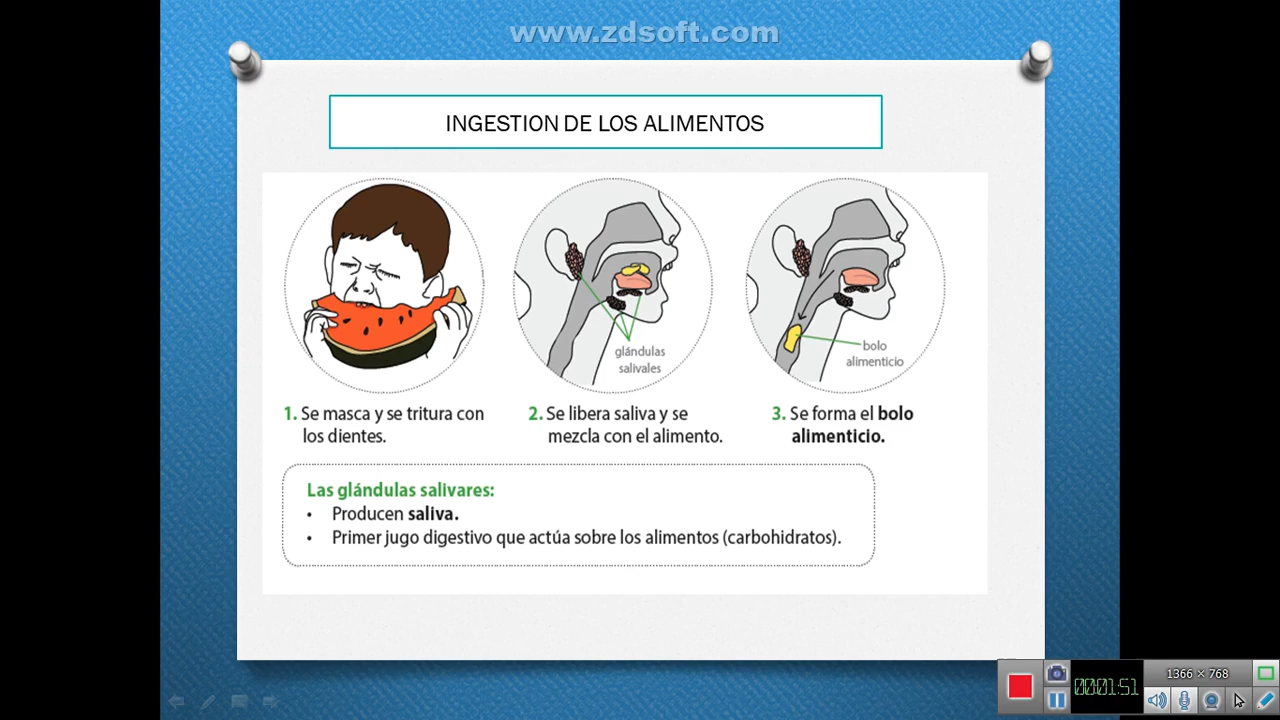 www.zdsoft.com
INGESTION DE LOS ALIMENTOS
glándulas
salivales
bolo
alimenticio
1. Se masca y se tritura con
los dientes.
2. Se libera saliva y se
mezcla con el alimento.
3. Se forma el bolo
alimenticio.
Las glándulas salivares:
• Producen saliva.
• Primer jugo digestivo que actúa sobre los alimentos (carbohidratos).
1366 × 768
00:01:51